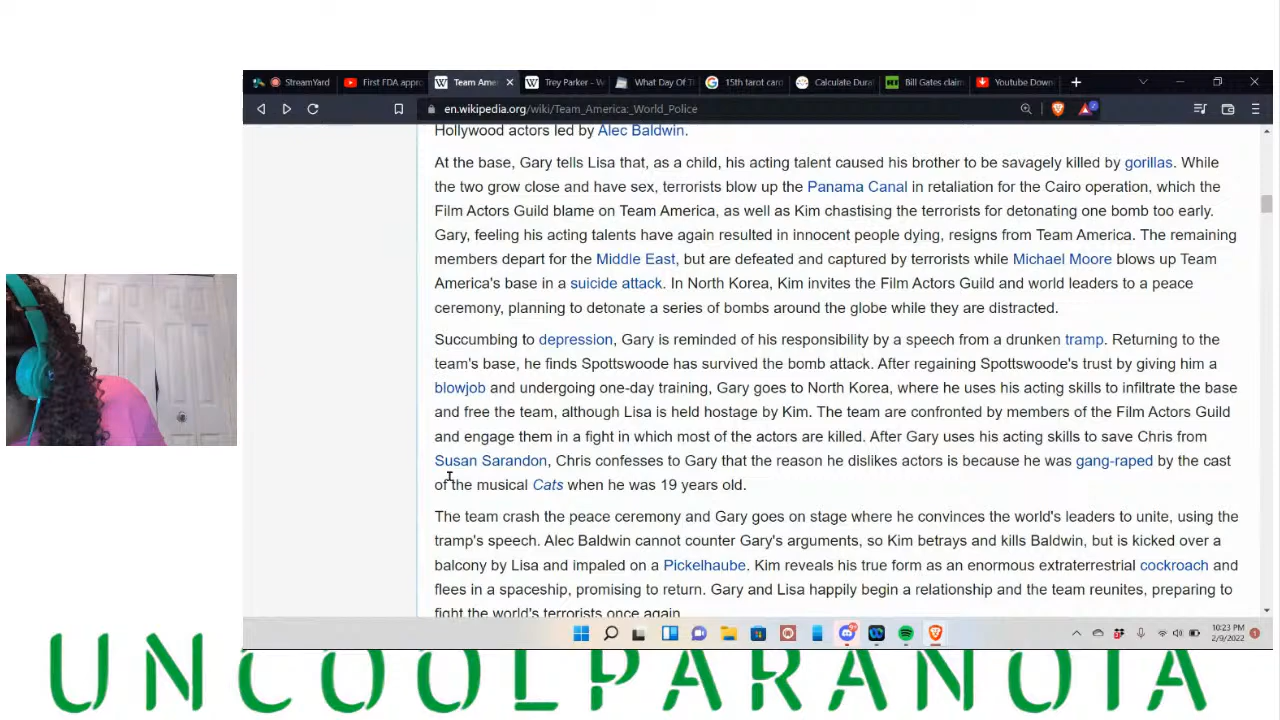 StreamYard
First FDA appro
Team Ame
Trey Parker – W
What Day Of Th
15th tarot card
Calculate Durat
Bill Gates claim
Youtube Down
en.wikipedia.org/wiki/Team_America:_World_Police
Hollywood actors led by Alec Baldwin.
At the base, Gary tells Lisa that, as a child, his acting talent caused his brother to be savagely killed by gorillas. While
the two grow close and have sex, terrorists blow up the Panama Canal in retaliation for the Cairo operation, which the
Film Actors Guild blame on Team America, as well as Kim chastising the terrorists for detonating one bomb too early.
Gary, feeling his acting talents have again resulted in innocent people dying, resigns from Team America. The remaining
members depart for the Middle East, but are defeated and captured by terrorists while Michael Moore blows up Team
America's base in a suicide attack. In North Korea, Kim invites the Film Actors Guild and world leaders to a peace
ceremony, planning to detonate a series of bombs around the globe while they are distracted.
Succumbing to depression, Gary is reminded of his responsibility by a speech from a drunken tramp. Returning to the
team's base, he finds Spottswoode has survived the bomb attack. After regaining Spottswoode's trust by giving him a
blowjob and undergoing one-day training, Gary goes to North Korea, where he uses his acting skills to infiltrate the base
and free the team, although Lisa is held hostage by Kim. The team are confronted by members of the Film Actors Guild
and engage them in a fight in which most of the actors are killed. After Gary uses his acting skills to save Chris from
Susan Sarandon, Chris confesses to Gary that the reason he dislikes actors is because he was gang-raped by the cast
of the musical Cats when he was 19 years old.
The team crash the peace ceremony and Gary goes on stage where he convinces the world's leaders to unite, using the
tramp's speech. Alec Baldwin cannot counter Gary's arguments, so Kim betrays and kills Baldwin, but is kicked over a
balcony by Lisa and impaled on a Pickelhaube. Kim reveals his true form as an enormous extraterrestrial cockroach and
flees in a spaceship, promising to return. Gary and Lisa happily begin a relationship and the team reunites, preparing to
fight the world's terrorists once again.
10:23 PM
2/9/2022
UNCOOLPARANOIA